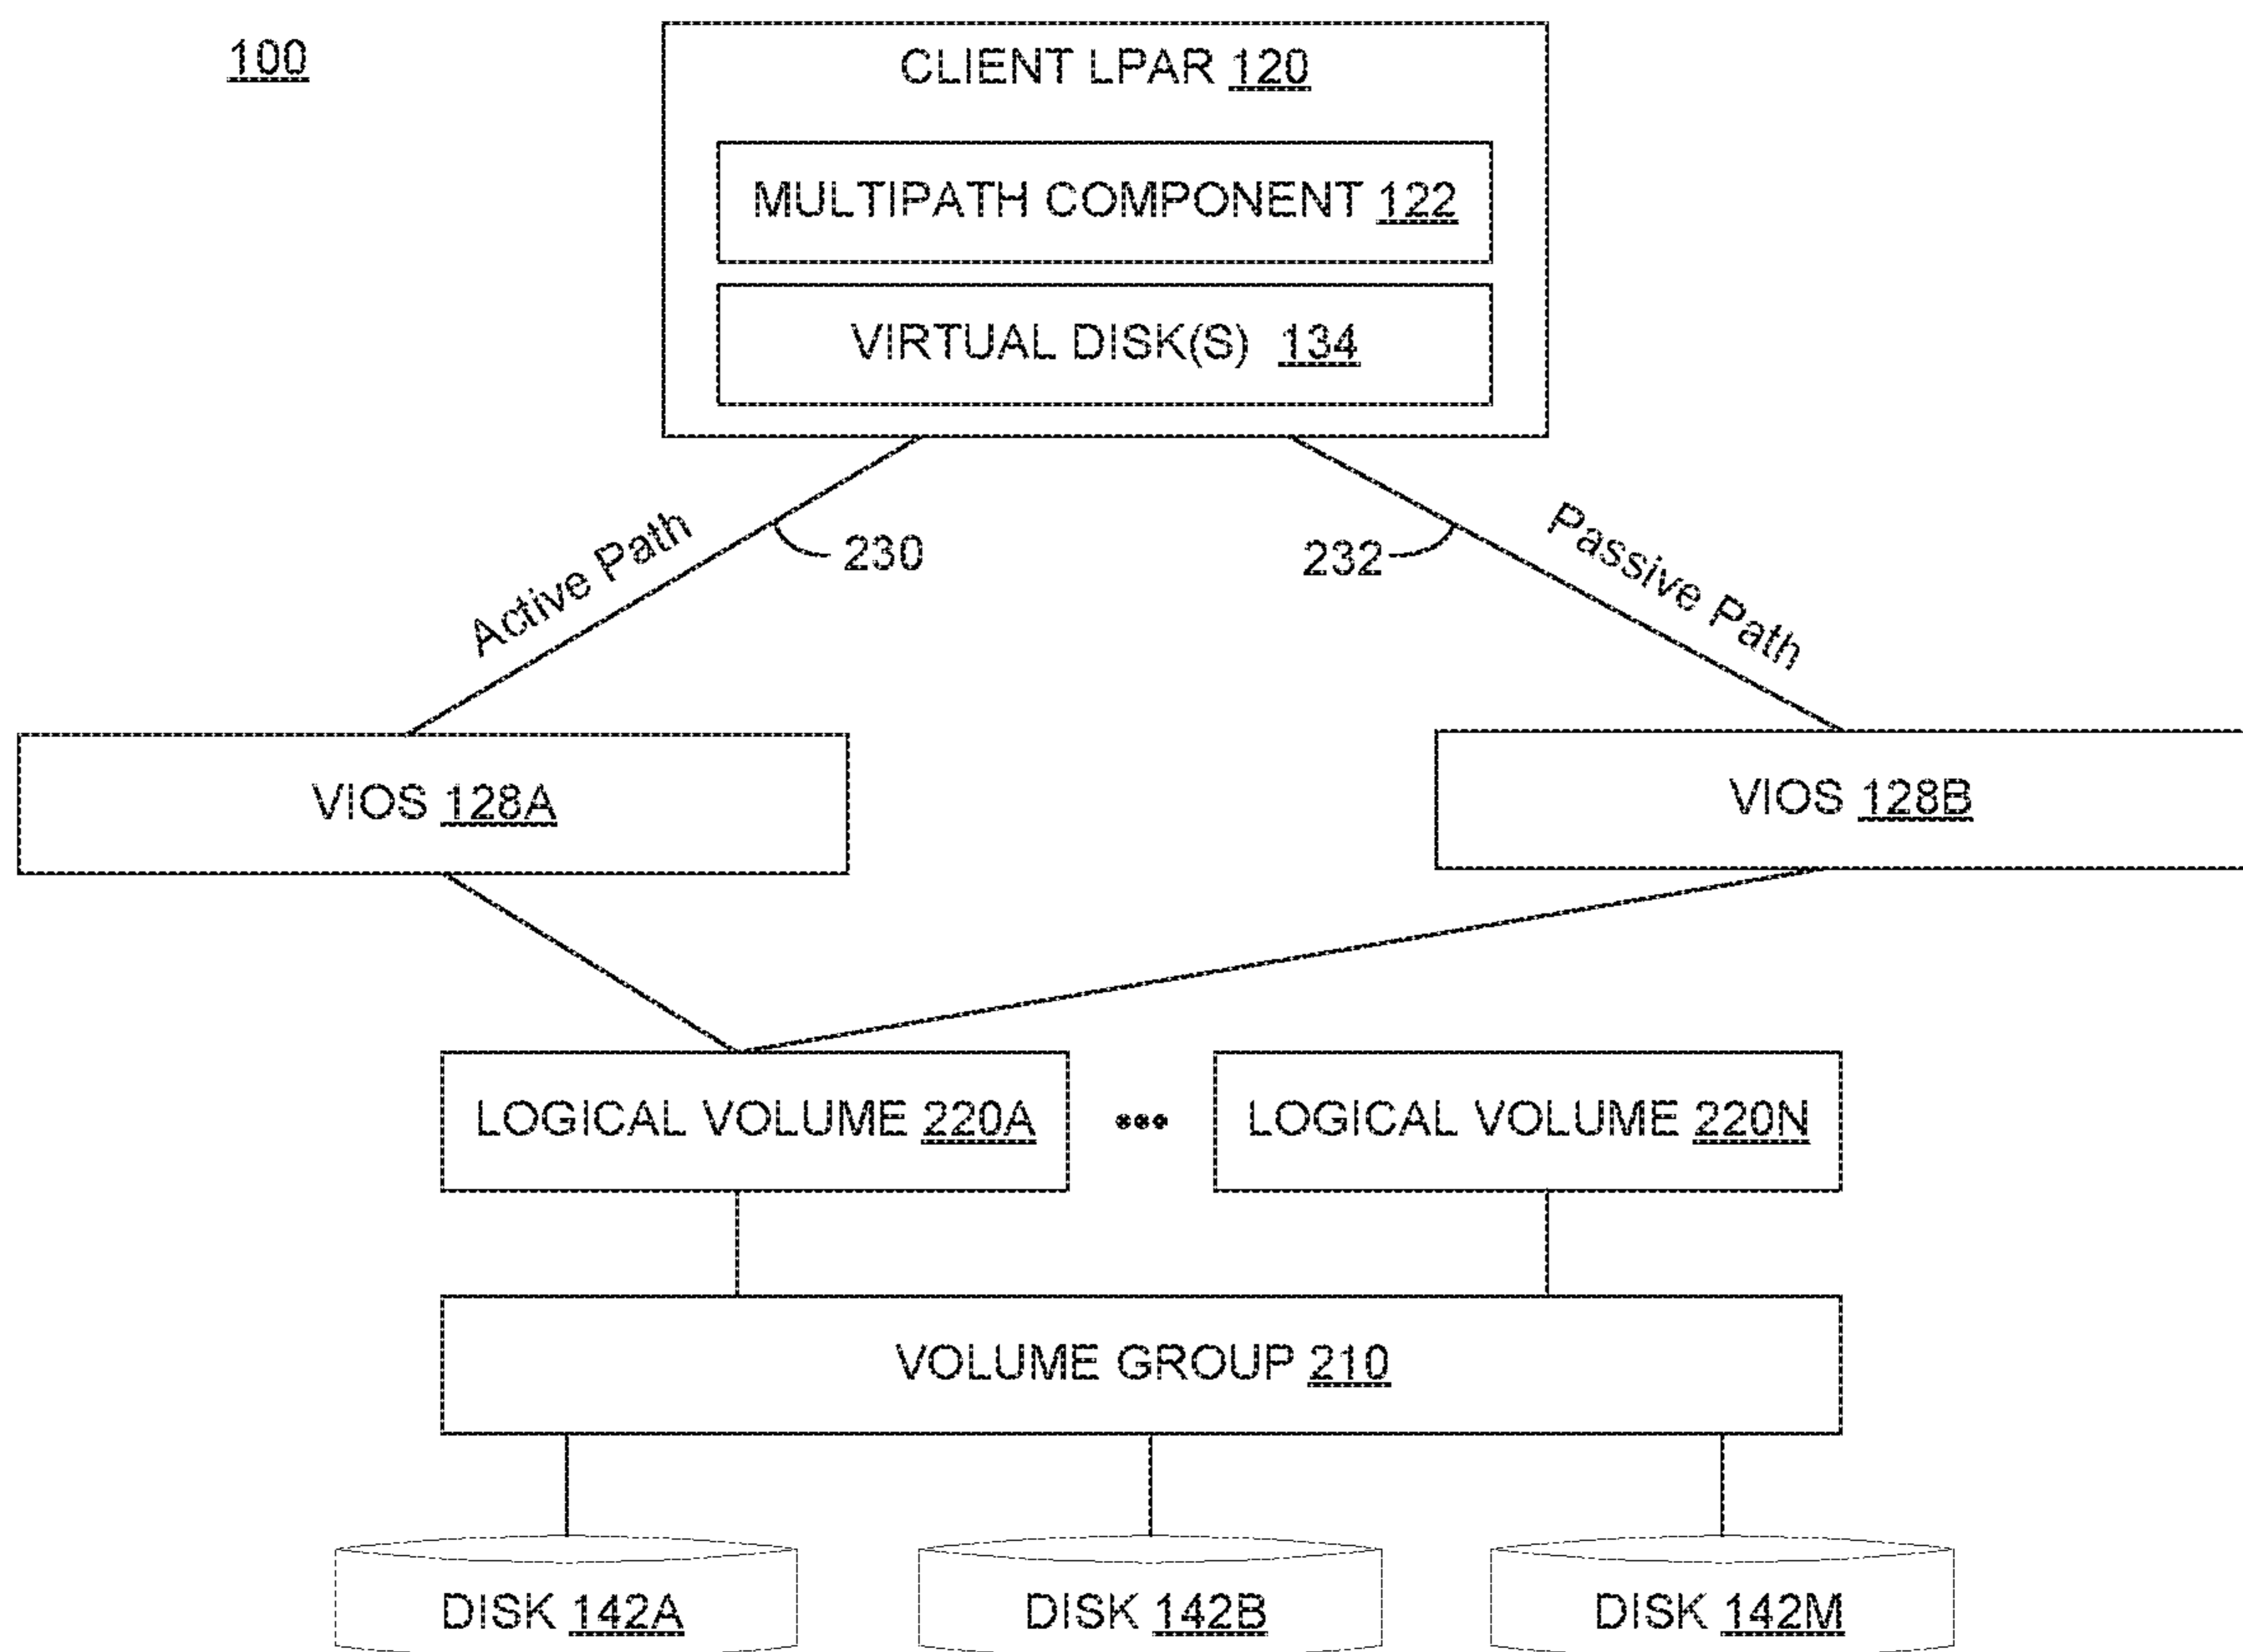 100
CLIENT LPAR 120
MULTIPATH COMPONENT 122
VIRTUAL DISK(S) 134
Active Path
230
232
Passive Path
VIOS 128A
VIOS 128B
LOGICAL VOLUME 220A
•••
LOGICAL VOLUME 220N
VOLUME GROUP 210
DISK 142A
DISK 142B
DISK 142M